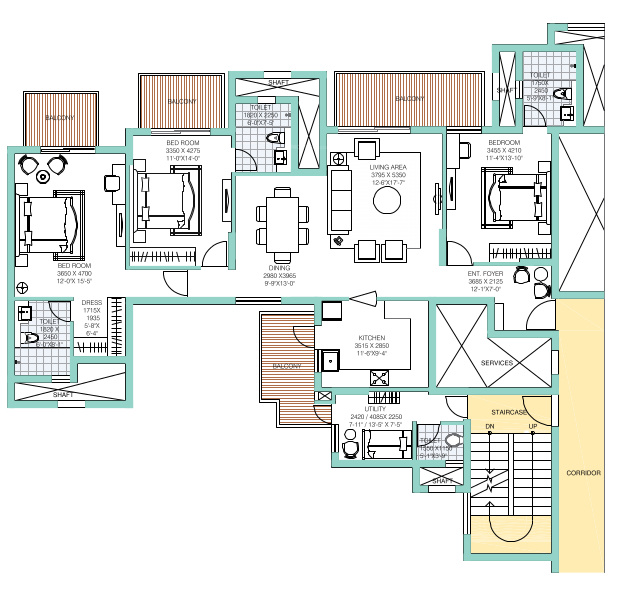 TOILET
1750X
2450
5'-9"X8'-1"
SHAFT
SHAFT
BALCONY
BALCONY
BALCONY
TOILET
1820 X 2250
6'-0"X7'-5"
BED ROOM
3350 X 4275
11'-0"X14'-0"
LIVING AREA
3795 X 5350
12'-6"X17'-7"
BEDROOM
3455 X 4210
11'-4"X13'-10"
BED ROOM
3650 X 4700
12'-0"X 15'-5"
DINING
2980 X3965
9'-9"X13'-0"
ENT. FOYER
3685 X 2125
12'-1"X7'-0"
DRESS
1715X
1935
5'-8"X
6'-4"
TOILET
1820 X
2450
6'-0"X8'-1"
SHAFT
KITCHEN
3515 X 2850
11'-6"X9'-4"
BALCONY
SERVICES
UTILITY
2420 / 4085X 2250
7'-11" / 13'-5" X 7'-5"
TOILET
1550 X1150
5'-1"X3'-9"
SHAFT
STAIRCASE
DN
UP
CORRIDOR